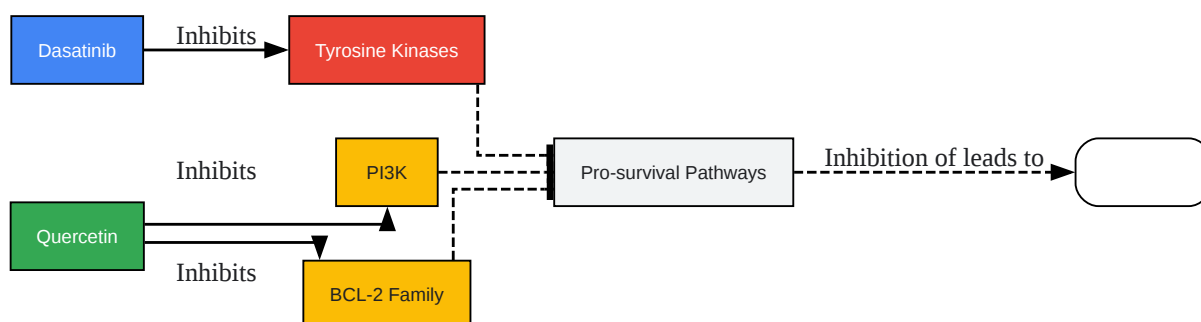 Dasatinib
Inhibits
Tyrosine Kinases
Inhibits
PI3K
Pro-survival Pathways
Inhibition of leads to
Quercetin
Inhibits
BCL-2 Family